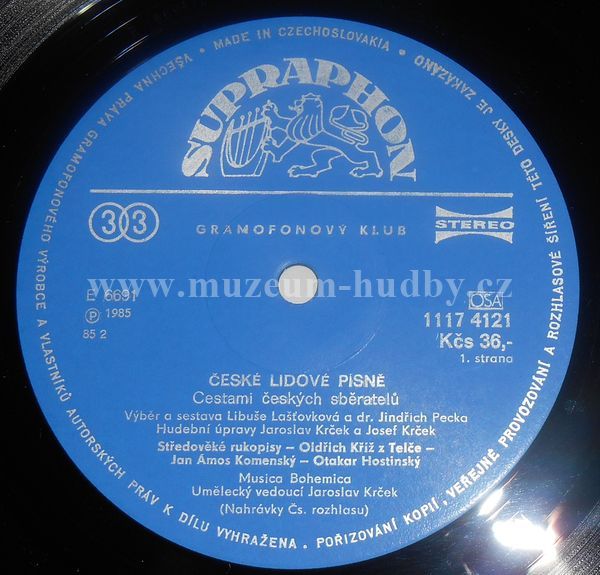 VŠECHNA PRÁVA GRAMOFONOVÉHO VÝROBCE A VLASTNÍKŮ AUTORSKÝCH PRÁV K DÍLU VYHRAŽENA. • POŘIZOVÁNÍ KOPIÍ, VEŘEJNÉ PROVOZOVÁNÍ A ROZHLASOVÉ ŠÍŘENÍ TÉTO DESKY JE ZAKÁZÁNO • MADE IN CZECHOSLOVAKIA •
SUPRAPHON
33
GRAMOFONOVÝ KLUB
STEREO
www.muzeum-hudby.cz
E 6691
℗ 1985
85 2
OSA
1117 4121
Kčs 36,-
1. strana
ČESKÉ LIDOVÉ PÍSNĚ
Cestami českých sběratelů
Výběr a sestava Libuše Lašťovková a dr. Jindřich Pecka
Hudební úpravy Jaroslav Krček a Josef Krček
Středověké rukopisy – Oldřich Kříž z Telče –
Jan Ámos Komenský – Otakar Hostinský
Musica Bohemica
Umělecký vedoucí Jaroslav Krček
(Nahrávky Čs. rozhlasu)